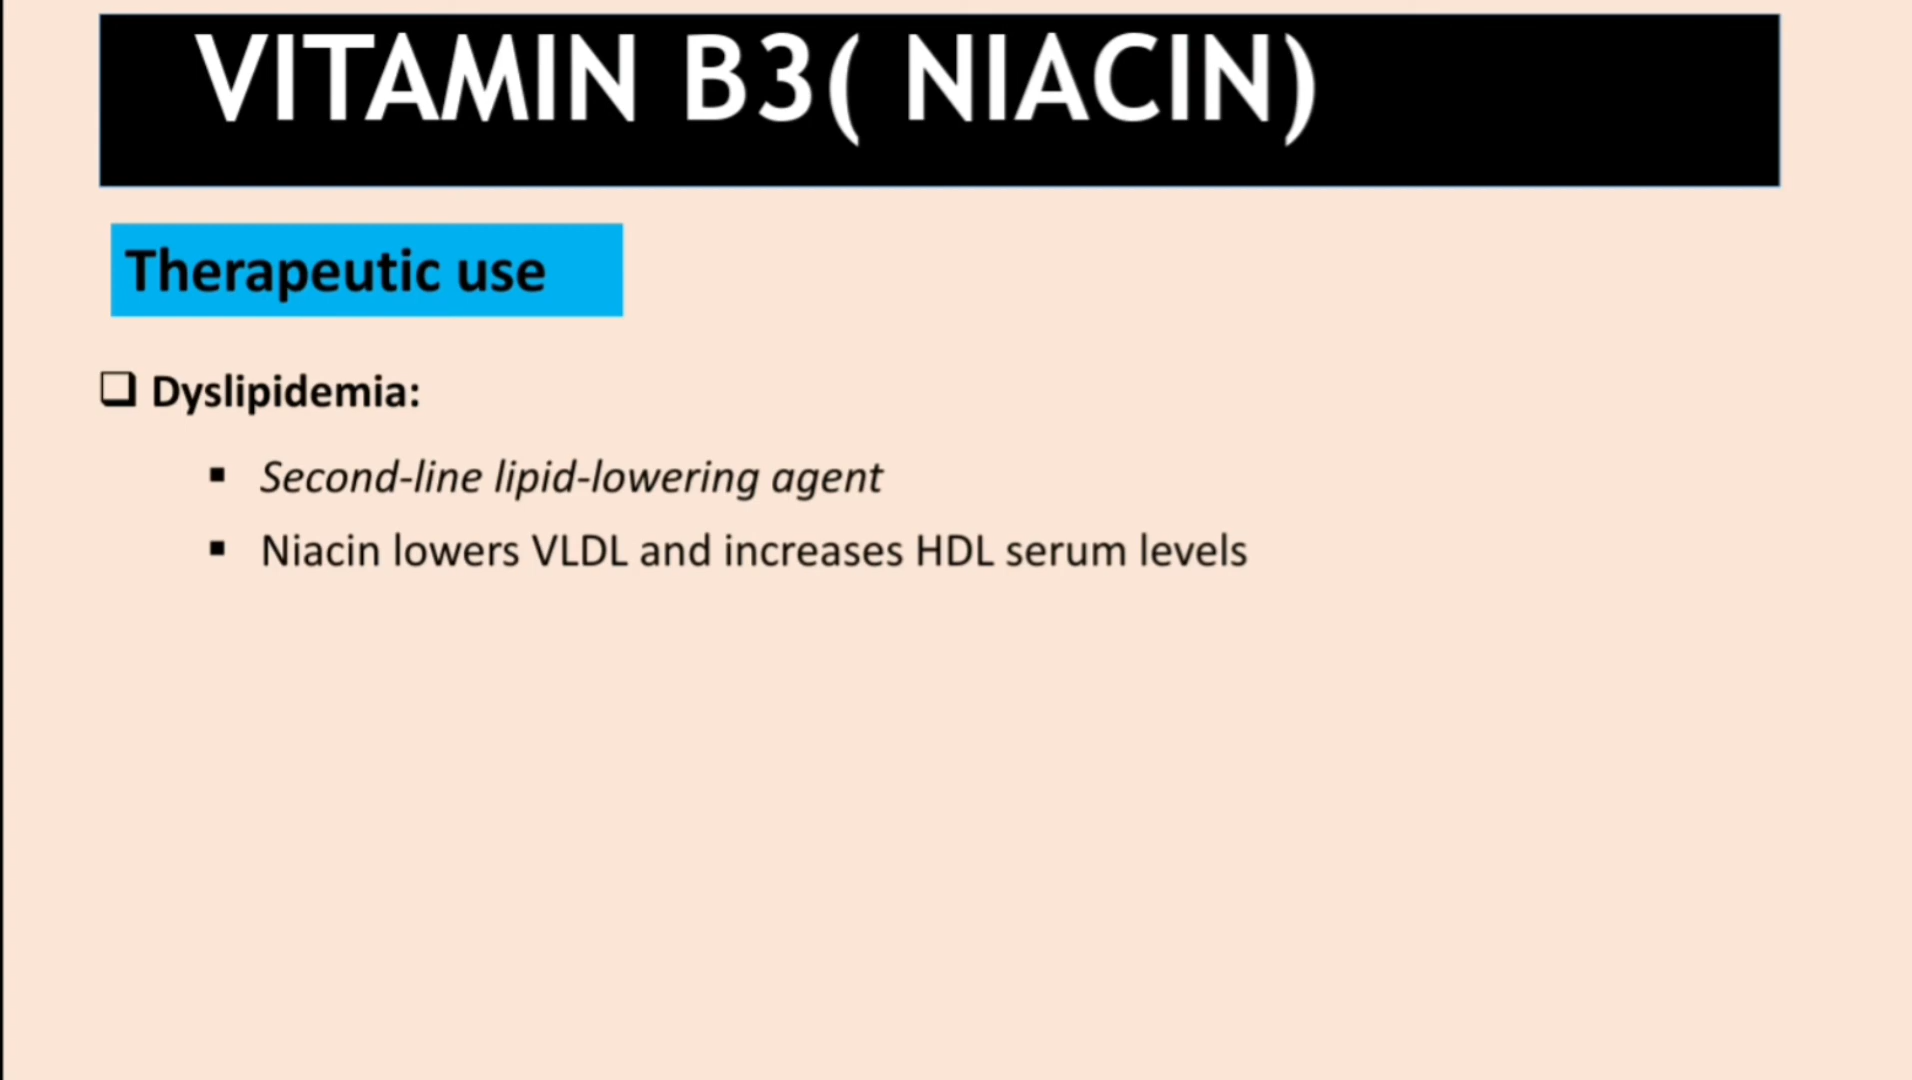 VITAMIN B3( NIACIN)
Therapeutic use
❑ Dyslipidemia:
▪ Second-line lipid-lowering agent
▪ Niacin lowers VLDL and increases HDL serum levels